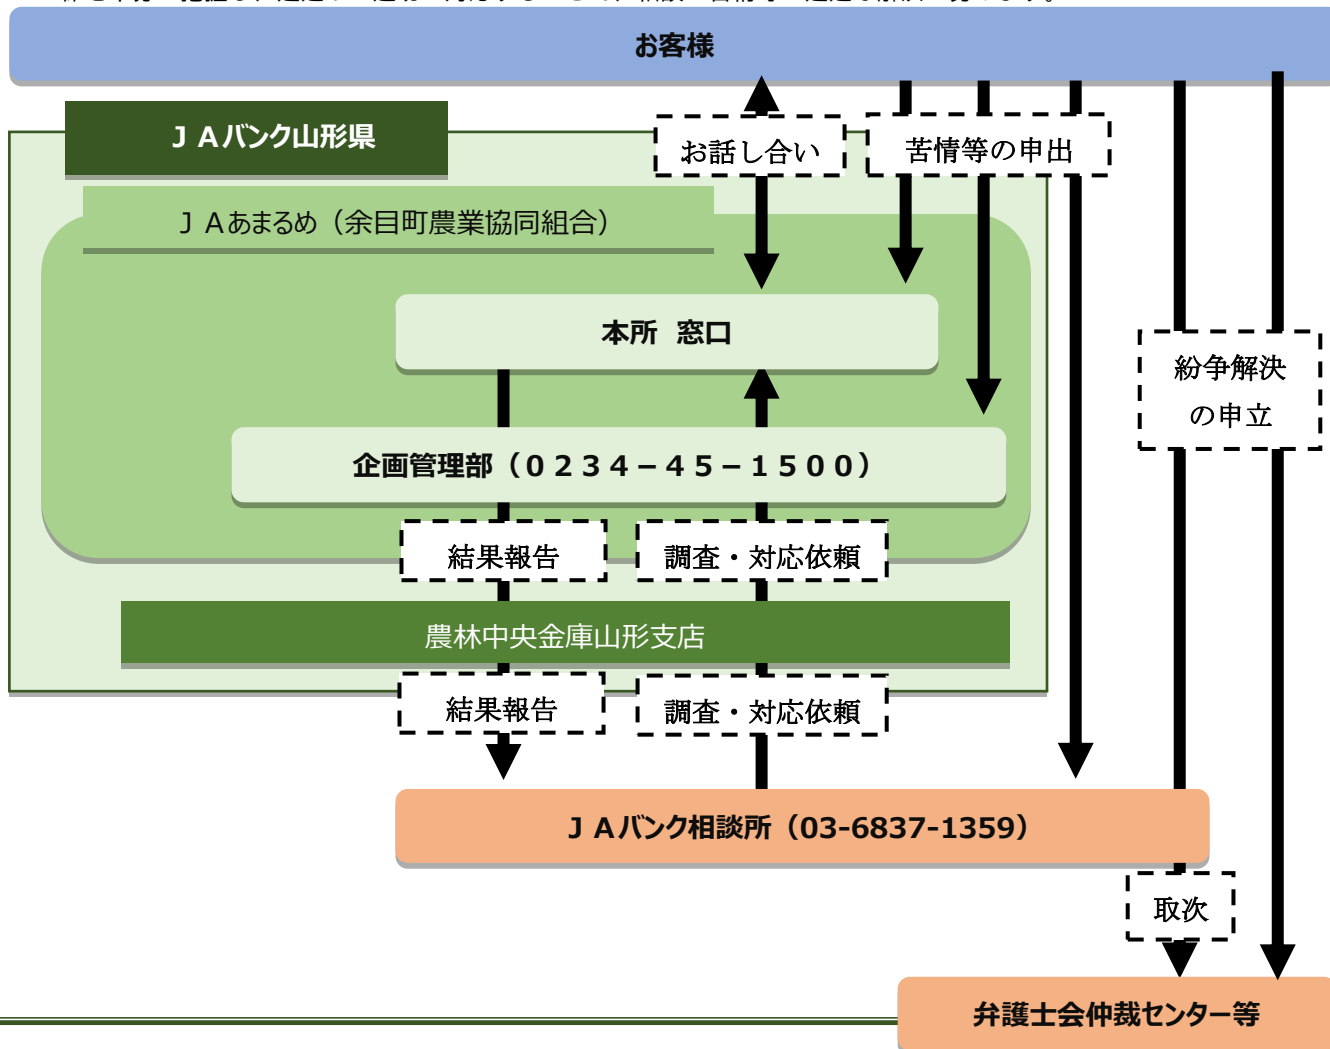 お客様
ＪＡバンク山形県
お話し合い
苦情等の申出
ＪＡあまるめ（余目町農業協同組合）
本所 窓口
紛争解決
の申立
企画管理部（０２３４－４５－１５００）
結果報告
調査・対応依頼
農林中央金庫山形支店
結果報告
調査・対応依頼
ＪＡバンク相談所（03-6837-1359）
取次
弁護士会仲裁センター等